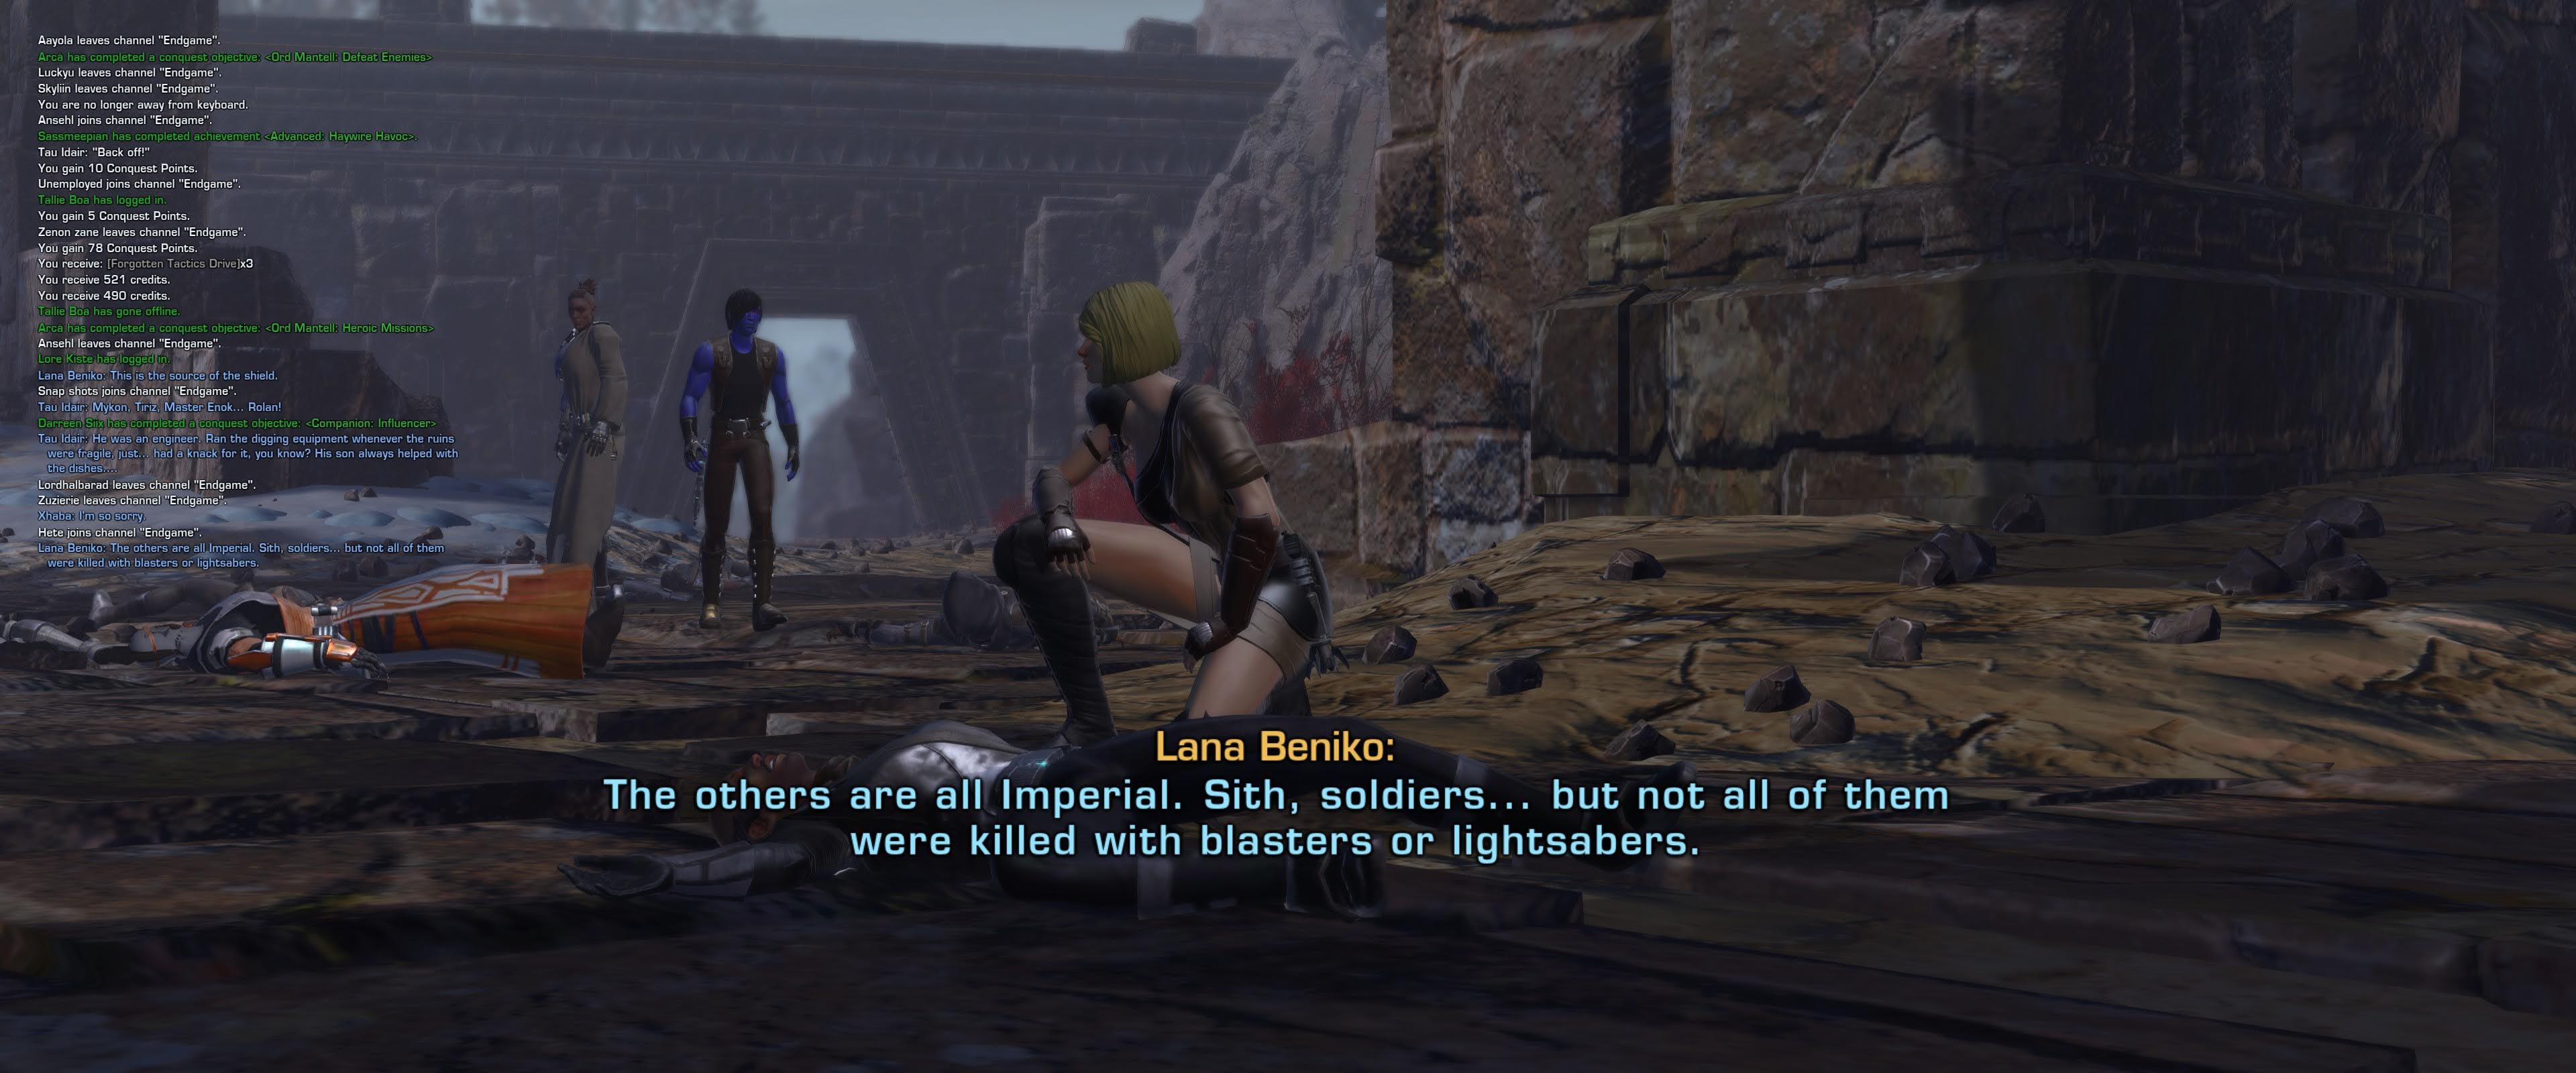 Aayola leaves channel "Endgame".
Arca has completed a conquest objective: <Ord Mantell: Defeat Enemies>
Luckyu leaves channel "Endgame".
Skyliin leaves channel "Endgame".
You are no longer away from keyboard.
Ansehl joins channel "Endgame".
Sassmeepian has completed achievement <Advanced: Haywire Havoc>.
Tau Idair: "Back off!"
You gain 10 Conquest Points.
Unemployed joins channel "Endgame".
Tallie Boa has logged in.
You gain 5 Conquest Points.
Zenon zane leaves channel "Endgame".
You gain 78 Conquest Points.
You receive: [Forgotten Tactics Drive]x3
You receive 521 credits.
You receive 490 credits.
Tallie Boa has gone offline.
Arca has completed a conquest objective: <Ord Mantell: Heroic Missions>
Ansehl leaves channel "Endgame".
Lore Kiste has logged in.
Lana Beniko: This is the source of the shield.
Snap shots joins channel "Endgame".
Tau Idair: Mykon, Tiriz, Master Enok... Rolan!
Darreen Siix has completed a conquest objective: <Companion: Influencer>
Tau Idair: He was an engineer. Ran the digging equipment whenever the ruins
were fragile, just... had a knack for it, you know? His son always helped with
the dishes....
Lordhalbarad leaves channel "Endgame".
Zuzierie leaves channel "Endgame".
Xhaba: I'm so sorry.
Hete joins channel "Endgame".
Lana Beniko: The others are all Imperial. Sith, soldiers... but not all of them
were killed with blasters or lightsabers.
Lana Beniko:
The others are all Imperial. Sith, soldiers... but not all of them
were killed with blasters or lightsabers.